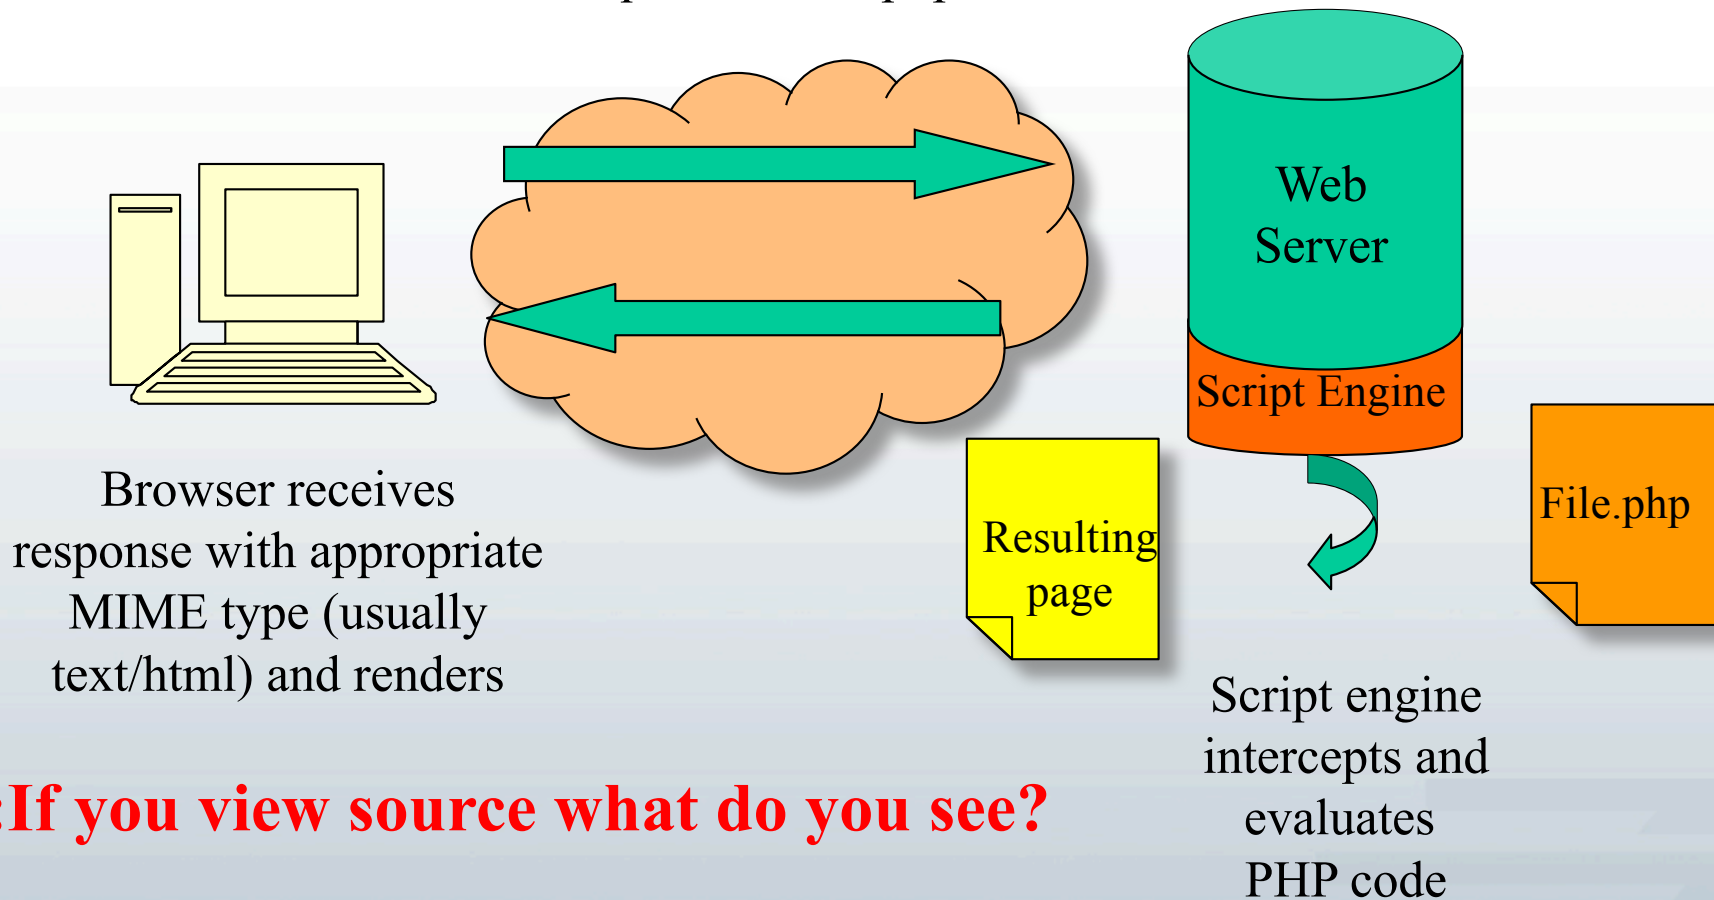 Web
Server
Script Engine
File.php
Resulting
page
Browser receives
response with appropriate
MIME type (usually
text/html) and renders
Script engine
intercepts and
evaluates
PHP code
:If you view source what do you see?